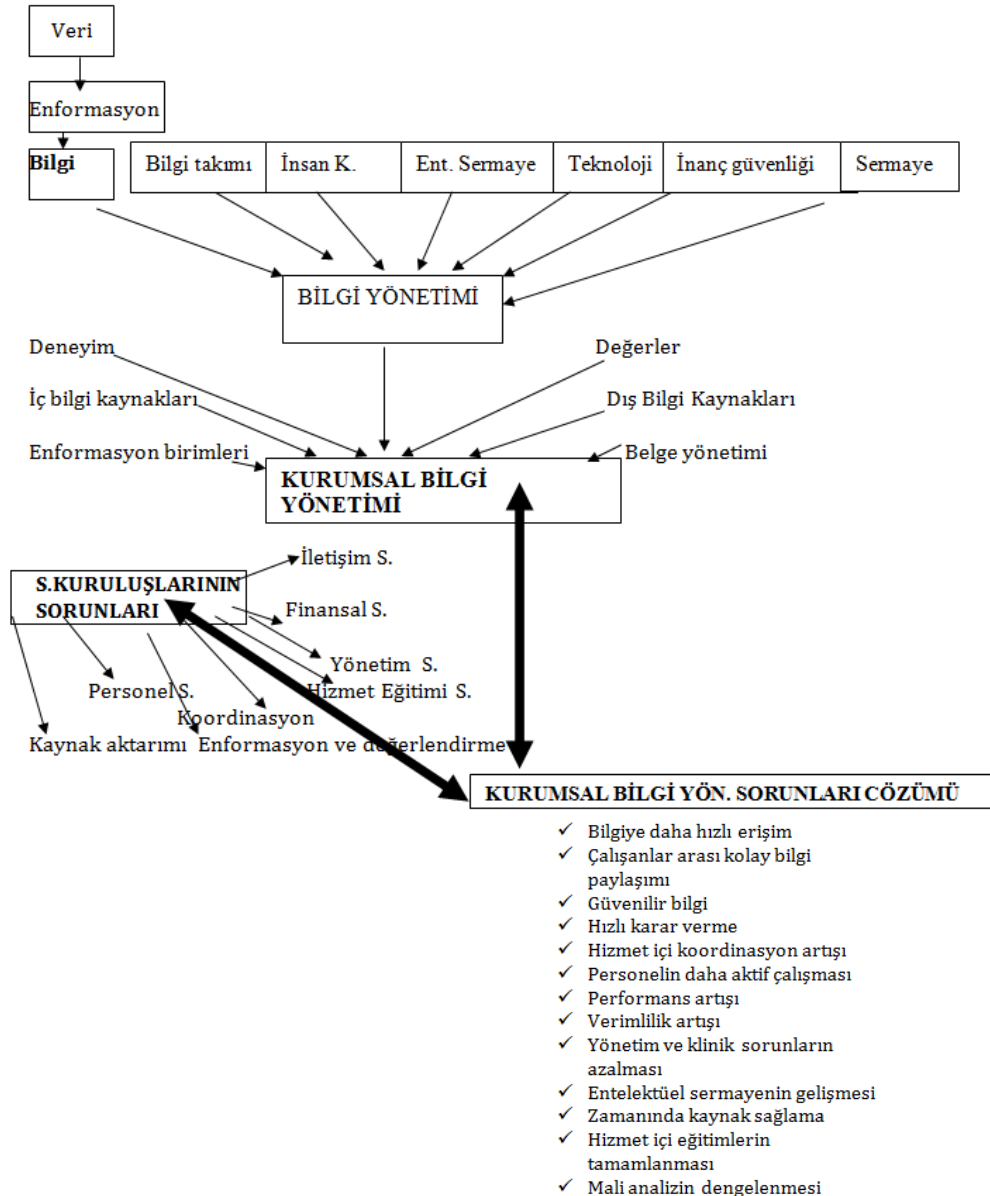 Veri
Enformasyon
Bilgi
Bilgi takımı
İnsan K.
Ent. Sermaye
Teknoloji
İnanç güvenliği
Sermaye
BİLGİ YÖNETİMİ
Deneyim
Değerler
İç bilgi kaynakları
Dış Bilgi Kaynakları
Enformasyon birimleri
Belge yönetimi
KURUMSAL BİLGİ
YÖNETİMİ
İletişim S.
S.KURULUŞLARININ
SORUNLARI
Finansal S.
Yönetim S.
Personel S.
Hizmet Eğitimi S.
Koordinasyon
Kaynak aktarımı
Enformasyon ve değerlendirme
KURUMSAL BİLGİ YÖN. SORUNLARI CÖZÜMÜ
✓ Bilgiye daha hızlı erişim
✓ Çalışanlar arası kolay bilgi
paylaşımı
✓ Güvenilir bilgi
✓ Hızlı karar verme
✓ Hizmet içi koordinasyon artışı
✓ Personelin daha aktif çalışması
✓ Performans artışı
✓ Verimlilik artışı
✓ Yönetim ve klinik sorunların
azalması
✓ Entelektüel sermayenin gelişmesi
✓ Zamanında kaynak sağlama
✓ Hizmet içi eğitimlerin
tamamlanması
✓ Mali analizin dengelenmesi